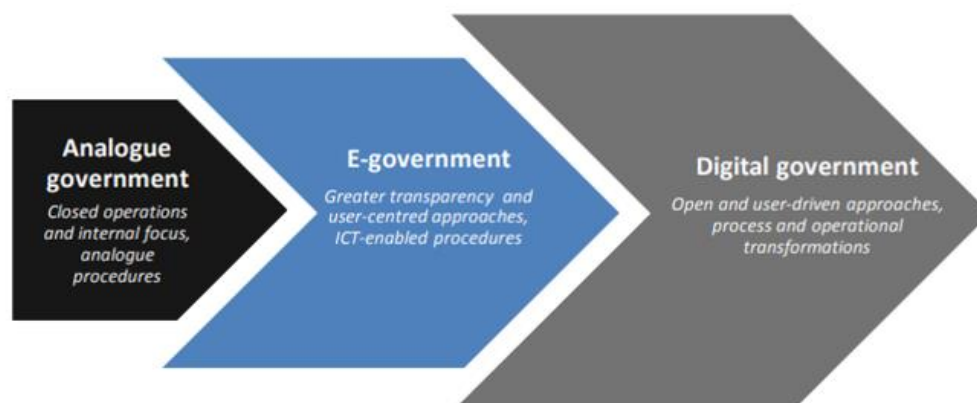 Analogue
government
Closed operations
and internal focus,
analogue
procedures
E-government
Greater transparency and
user-centred approaches,
ICT-enabled procedures
Digital government
Open and user-driven approaches,
process and operational
transformations